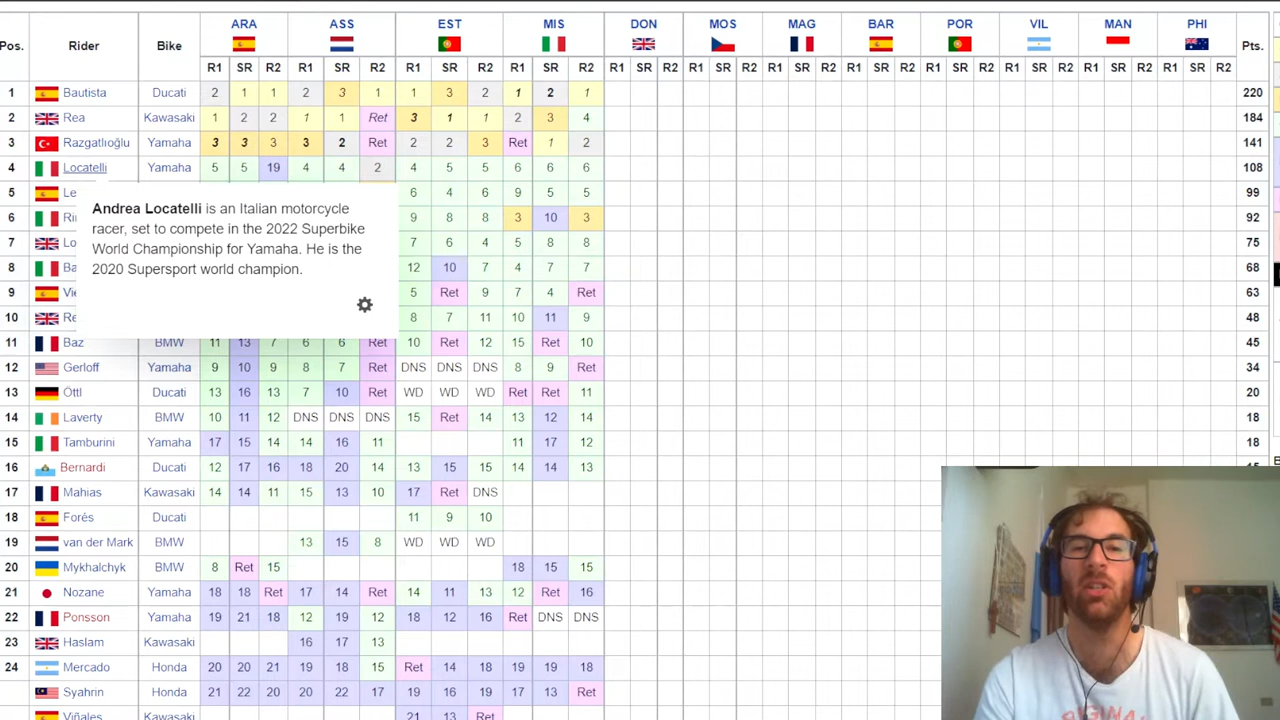 ARA ASS EST MIS DON MOS MAG BAR POR VIL MAN PHI
Pos. Rider Bike Pts.
R1 SR R2 R1 SR R2 R1 SR R2 R1 SR R2 R1 SR R2 R1 SR R2 R1 SR R2 R1 SR R2 R1 SR R2 R1 SR R2 R1 SR R2 R1 SR R2
1 Bautista Ducati 2 1 1 2 3 1 1 3 2 1 2 1 220
2 Rea Kawasaki 1 2 2 1 1 Ret 3 1 1 2 3 4 184
3 Razgatlıoğlu Yamaha 3 3 3 3 2 Ret 2 2 3 Ret 1 2 141
4 Locatelli Yamaha 5 5 19 4 4 2 4 5 5 6 6 6 108
5 Le 6 4 6 9 5 5 99
6 Ri 9 8 8 3 10 3 92
7 Lo 7 6 4 5 8 8 75
8 Ba 12 10 7 4 7 7 68
9 Vie 5 Ret 9 7 4 Ret 63
10 Re 8 7 11 10 11 9 48
Andrea Locatelli is an Italian motorcycle
racer, set to compete in the 2022 Superbike
World Championship for Yamaha. He is the
2020 Supersport world champion.
11 Baz BMW 11 13 7 6 6 Ret 10 Ret 12 15 Ret 10 45
12 Gerloff Yamaha 9 10 9 8 7 Ret DNS DNS DNS 8 9 Ret 34
13 Öttl Ducati 13 16 13 7 10 Ret WD WD WD Ret Ret 11 20
14 Laverty BMW 10 11 12 DNS DNS DNS 15 Ret 14 13 12 14 18
15 Tamburini Yamaha 17 15 14 14 16 11 11 17 12 18
16 Bernardi Ducati 12 17 16 18 20 14 13 15 15 14 14 13
17 Mahias Kawasaki 14 14 11 15 13 10 17 Ret DNS
18 Forés Ducati 11 9 10
19 van der Mark BMW 13 15 8 WD WD WD
20 Mykhalchyk BMW 8 Ret 15 18 15 15
21 Nozane Yamaha 18 18 Ret 17 14 Ret 14 11 13 12 Ret 16
22 Ponsson Yamaha 19 21 18 12 19 12 18 12 16 Ret DNS DNS
23 Haslam Kawasaki 16 17 13
24 Mercado Honda 20 20 21 19 18 15 Ret 14 18 19 19 18
Syahrin Honda 21 22 20 20 22 17 19 16 19 17 13 Ret
Viñales Kawasaki 21 13 Ret
ORIGINAL